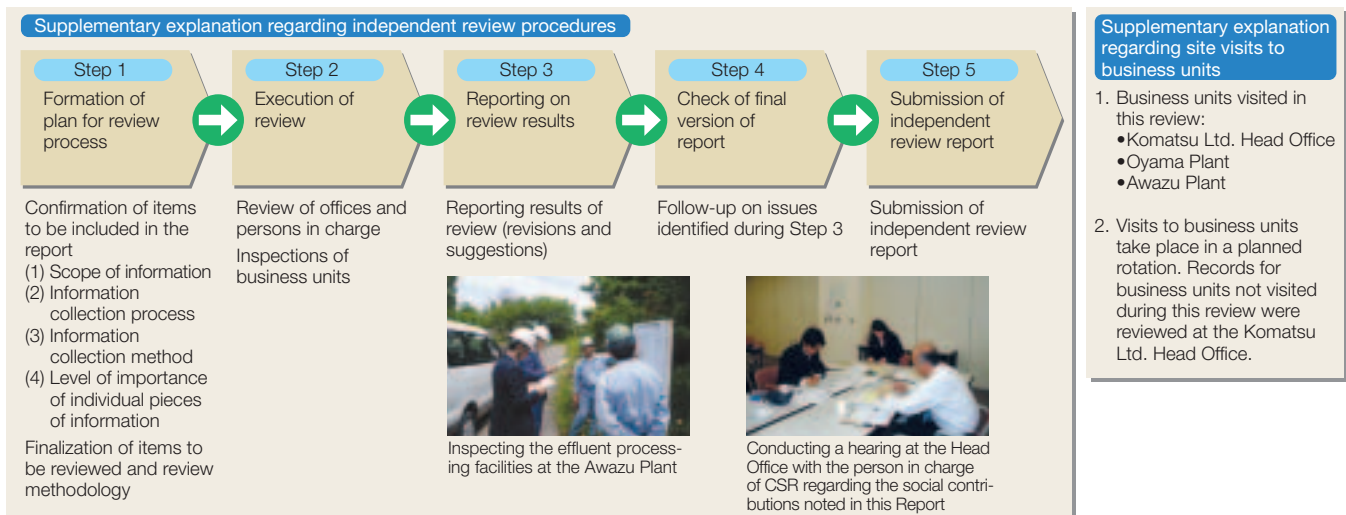 Supplementary explanation regarding independent review procedures
Step 1
Formation of
plan for review
process
Step 2
Execution of
review
Step 3
Reporting on
review results
Step 4
Check of final
version of
report
Step 5
Submission of
independent
review report
Confirmation of items
to be included in the
report
(1) Scope of information
(2) Information
collection process
(3) Information
collection method
(4) Level of importance
of individual pieces
of information
Finalization of items to
be reviewed and review
methodology
Review of offices and
persons in charge
Inspections of
business units
Reporting results of
review (revisions and
suggestions)
Inspecting the effluent process-
ing facilities at the Awazu Plant
Follow-up on issues
identified during Step 3
Submission of
independent review
report
Conducting a hearing at the Head
Office with the person in charge
of CSR regarding the social contri-
butions noted in this Report
Supplementary explanation
regarding site visits to
business units
1. Business units visited in
this review:
•Komatsu Ltd. Head Office
•Oyama Plant
•Awazu Plant
2. Visits to business units
take place in a planned
rotation. Records for
business units not visited
during this review were
reviewed at the Komatsu
Ltd. Head Office.